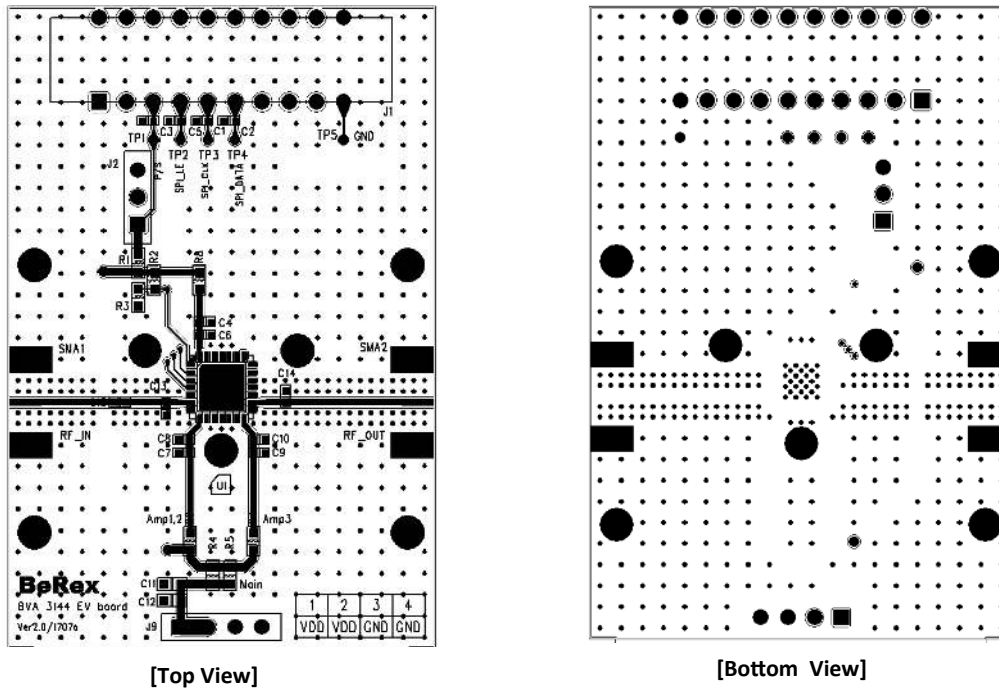 J1
C3 C5 C1 C2
TP1 TP2 TP3 TP4 TP5 GND
J2 P/S SPI_LE SPI_CLK SPI_DATA
R1 R2 R8
R3
C4
C6
SMA1 SMA2
C13 C14
RF_IN RF_OUT
C8 C10
C7 C9
U1
Amp1,2 Amp3
R4 R5
BeRex
C11 Nain
BVA 3144 EV board
C12
Ver2.0/1707a
J9
1 2 3 4
VDD VDD GND GND
[Top View]
[Bottom View]